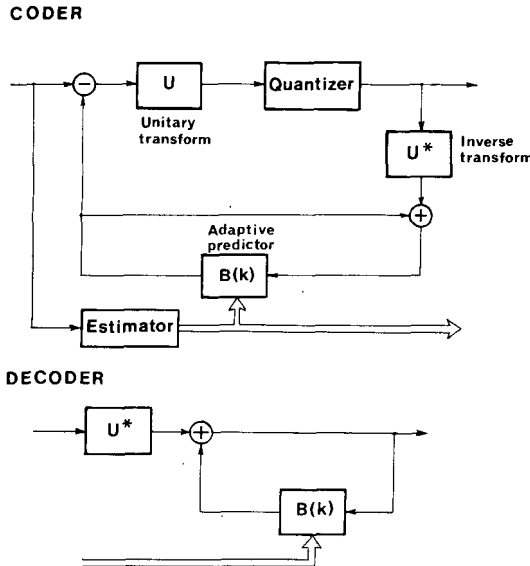 CODER
−
U
Quantizer
Unitary
transform
U*
Inverse
transform
+
Adaptive
predictor
B(k)
Estimator
DECODER
U*
+
B(k)